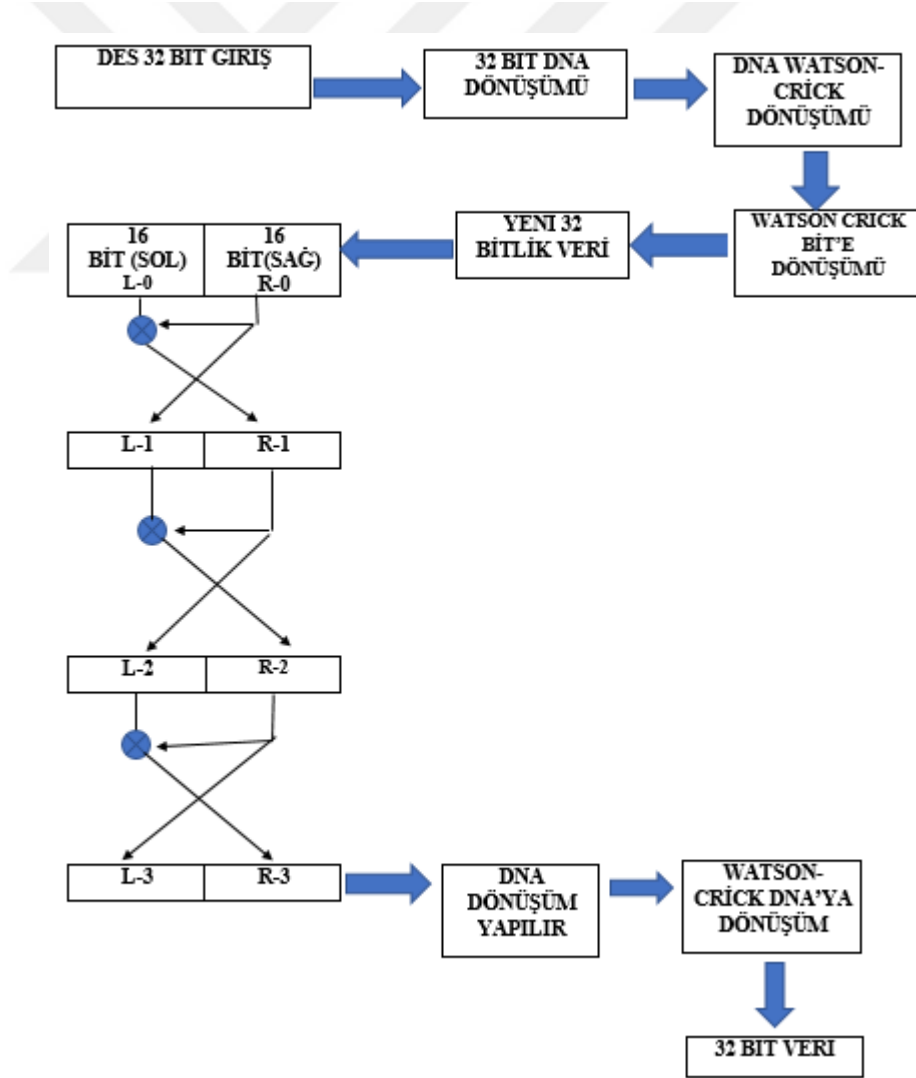 DES 32 BIT GIRIŞ
32 BIT DNA
DÖNÜŞÜMÜ
DNA WATSON-
CRİCK
DÖNÜŞÜMÜ
WATSON CRICK
BİT'E
DÖNÜŞÜMÜ
YENI 32
BITLİK VERİ
16
BİT (SOL)
L-0
16
BİT(SAĞ)
R-0
L-1
R-1
L-2
R-2
L-3
R-3
DNA
DÖNÜŞÜM
YAPILIR
WATSON-
CRİCK DNA'YA
DÖNÜŞÜM
32 BIT VERI